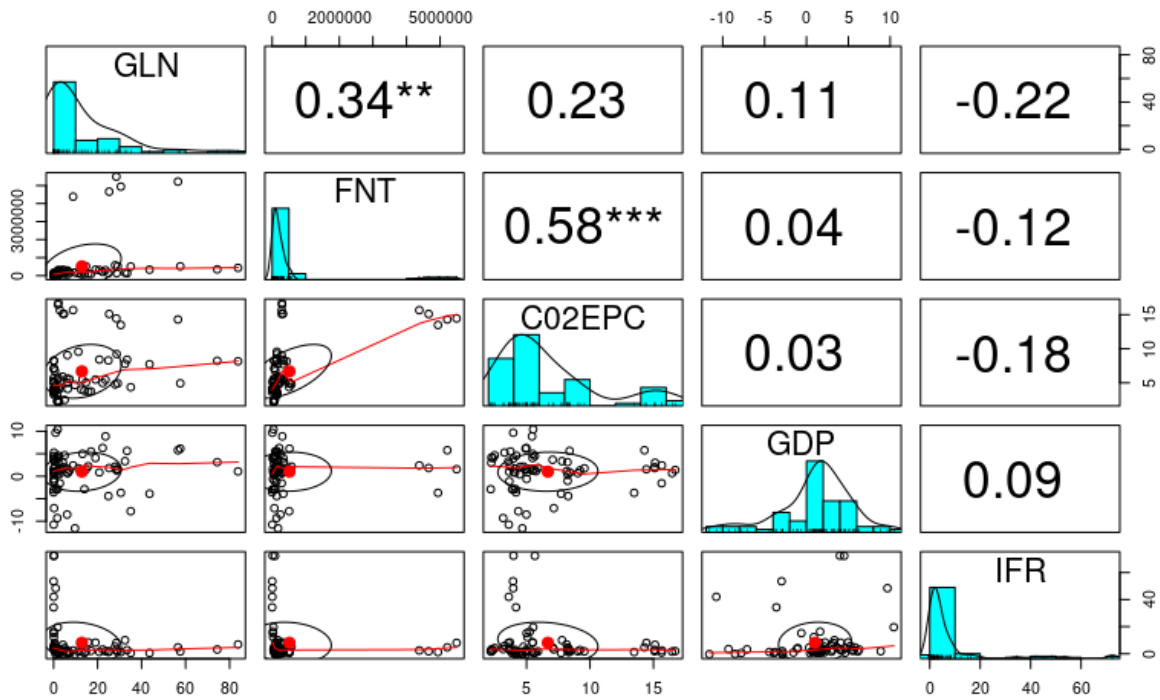 0 2000000 5000000 -10 -5 0 5 10
GLN 0.34** 0.23 0.11 -0.22 0 40 80
0 3000000 FNT 0.58*** 0.04 -0.12
C02EPC 0.03 -0.18 5 10 15
-10 0 10 GDP 0.09
IFR 0 40
0 20 40 60 80 5 10 15 0 20 40 60